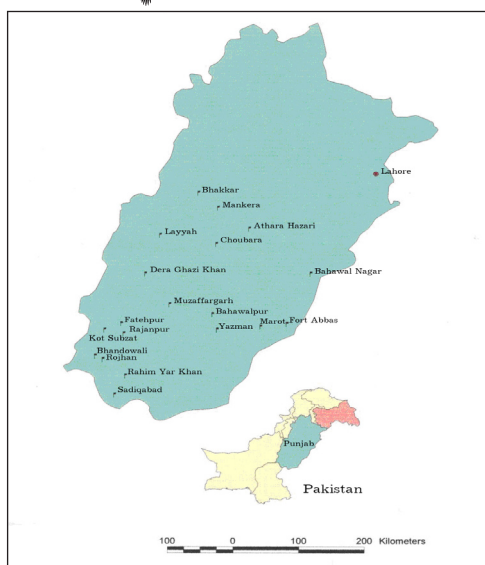 Lahore
Bhakkar
Mankera
Athara Hazari
Layyah
Choubara
Dera Ghazi Khan
Bahawal Nagar
Muzaffargarh
Bahawalpur
Fatehpur
Marot
Fort Abbas
Rajanpur
Yazman
Kot Subzat
Bhandowali
Rojhan
Rahim Yar Khan
Sadiqabad
Punjab
Pakistan
100 0 100 200 Kilometers